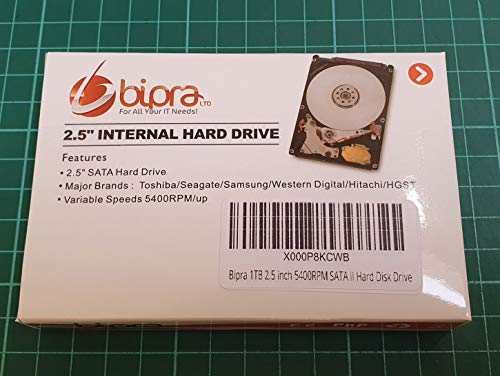 bipra LTD
For All Your IT Needs!
2.5" INTERNAL HARD DRIVE
Features
• 2.5" SATA Hard Drive
• Major Brands : Toshiba/Seagate/Samsung/Western Digital/Hitachi/HGST
• Variable Speeds 5400RPM/up
X000P8KCWB
Bipra 1TB 2.5 inch 5400RPM SATA II Hard Disk Drive